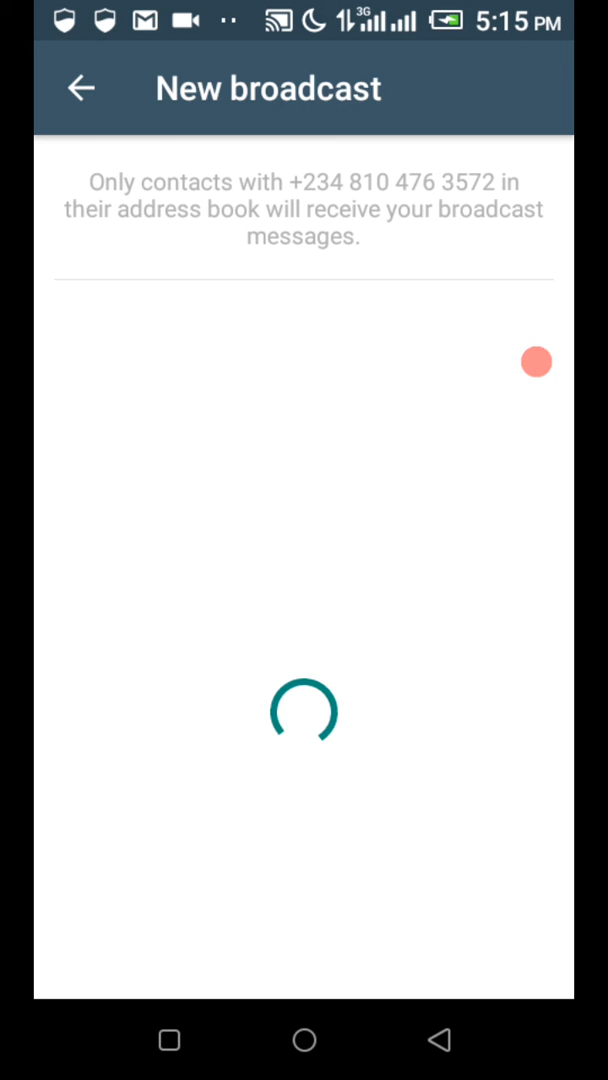 3G 5:15 PM
New broadcast
Only contacts with +234 810 476 3572 in
their address book will receive your broadcast
messages.